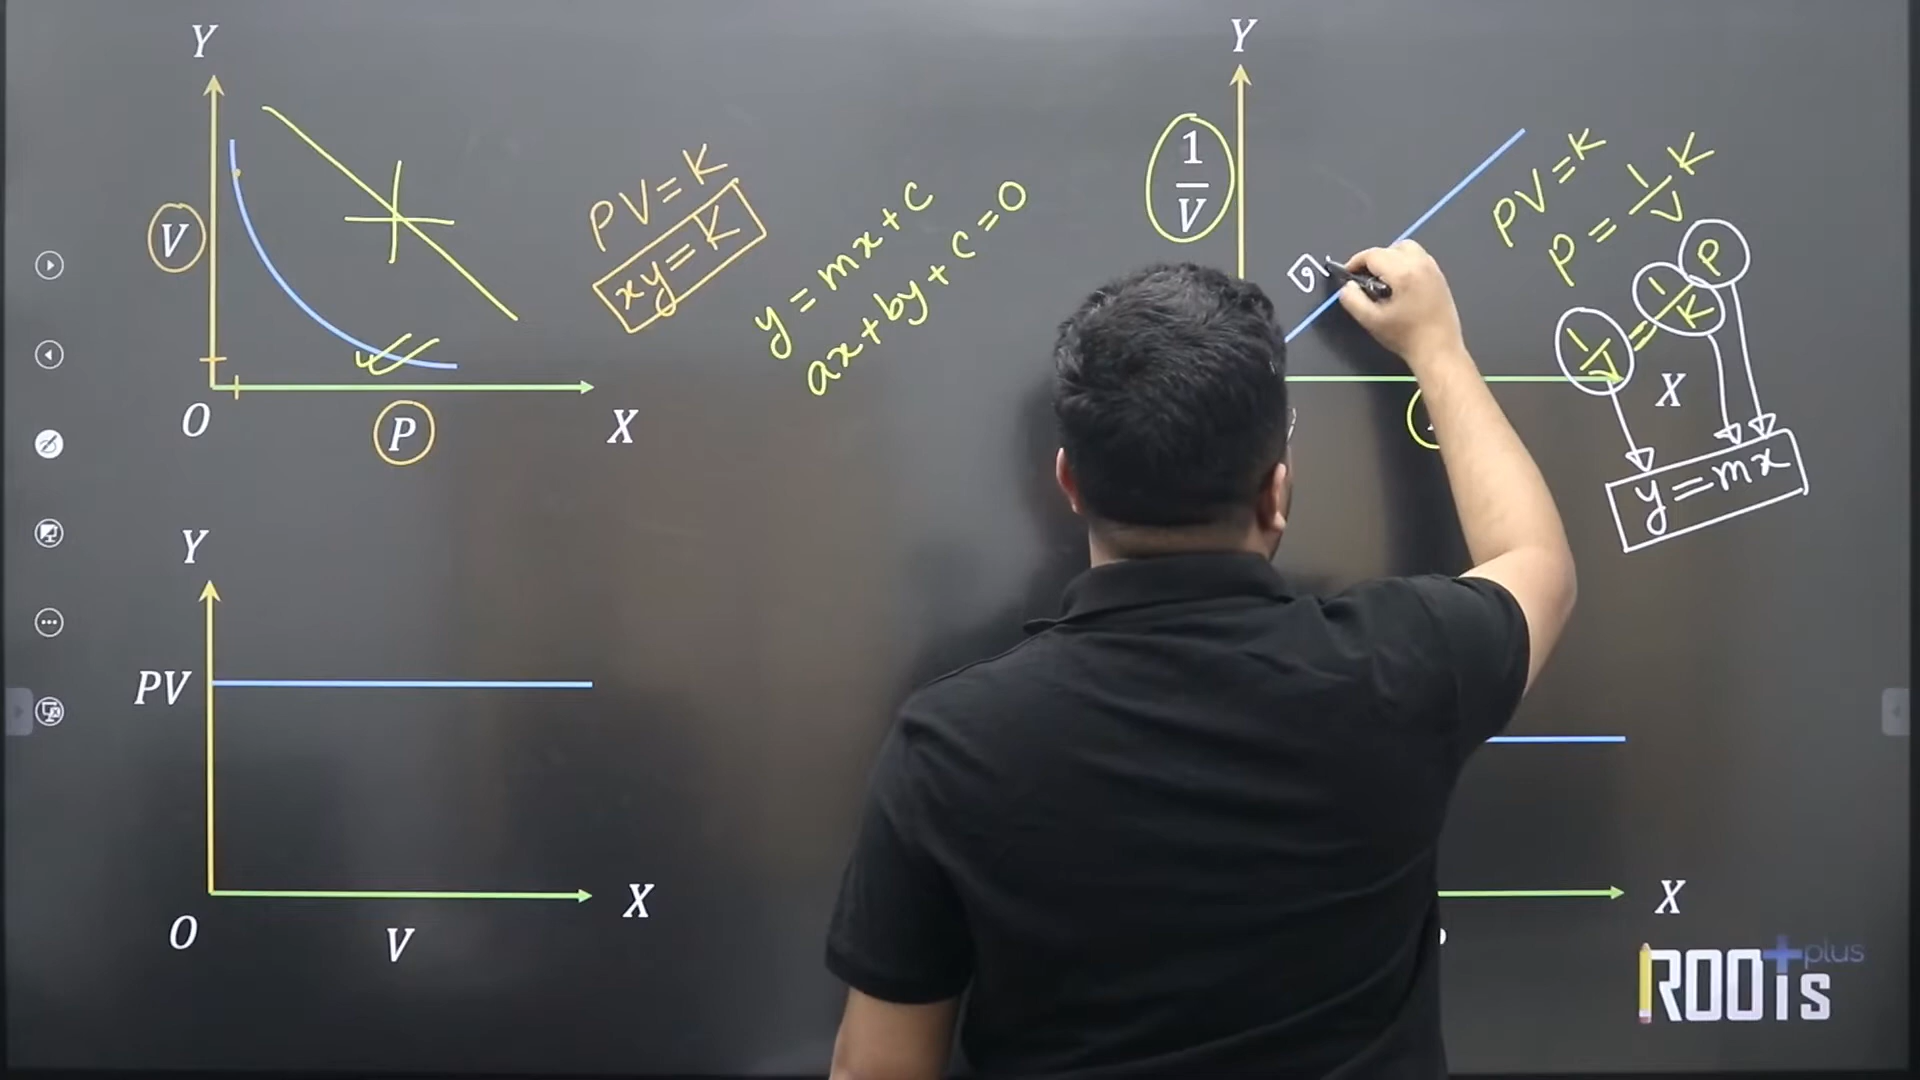 Y
V
O
P
X
PV = K
xy = K
y = mx + c
ax + by + c = 0
Y
1/V
PV = K
P = 1/V K
1/V = 1/K P
X
y = mx
Y
PV
O
V
X
X
ROOTS plus